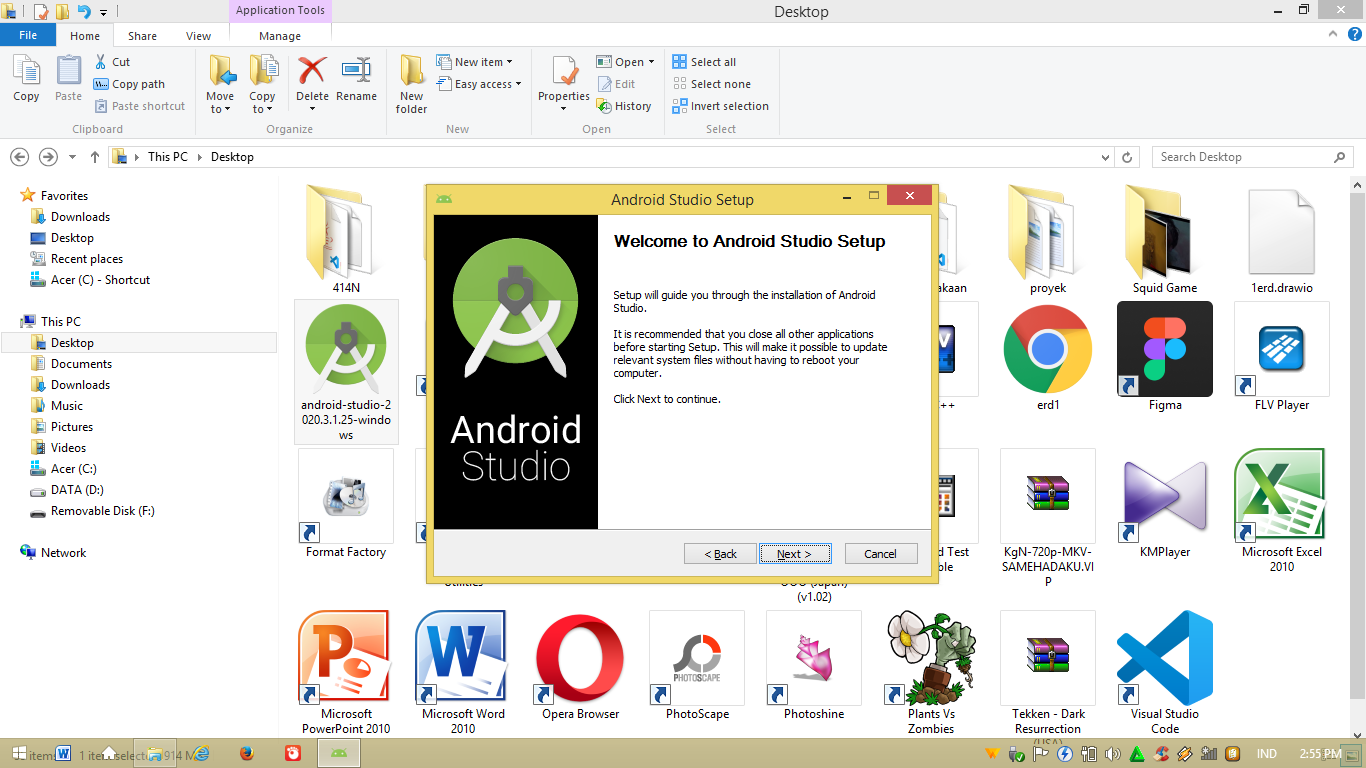 Application Tools
Desktop
File
Home
Share
View
Manage
Copy
Paste
Cut
Copy path
Paste shortcut
Clipboard
Move to
Copy to
Delete
Rename
Organize
New folder
New item
Easy access
New
Properties
Open
Edit
History
Open
Select all
Select none
Invert selection
Select
This PC
Desktop
Search Desktop
Favorites
Downloads
Desktop
Recent places
Acer (C) - Shortcut
This PC
Desktop
Documents
Downloads
Music
Pictures
Videos
Acer (C:)
DATA (D:)
Removable Disk (F:)
Network
414N
akaan
proyek
Squid Game
1erd.drawio
android-studio-2
020.3.1.25-windo
ws
++
erd1
Figma
FLV Player
Format Factory
d Test
ble
KgN-720p-MKV-
SAMEHADAKU.VI
P
KMPlayer
Microsoft Excel
2010
(v1.02)
Microsoft
PowerPoint 2010
Microsoft Word
2010
Opera Browser
PhotoScape
PHOTOSCAPE
Photoshine
Plants Vs
Zombies
Tekken - Dark
Resurrection
Visual Studio
Code
Android Studio Setup
Android
Studio
Welcome to Android Studio Setup
Setup will guide you through the installation of Android
Studio.
It is recommended that you close all other applications
before starting Setup. This will make it possible to update
relevant system files without having to reboot your
computer.
Click Next to continue.
< Back
Next >
Cancel
items
1 item selected
914 M
IND
2:55 PM